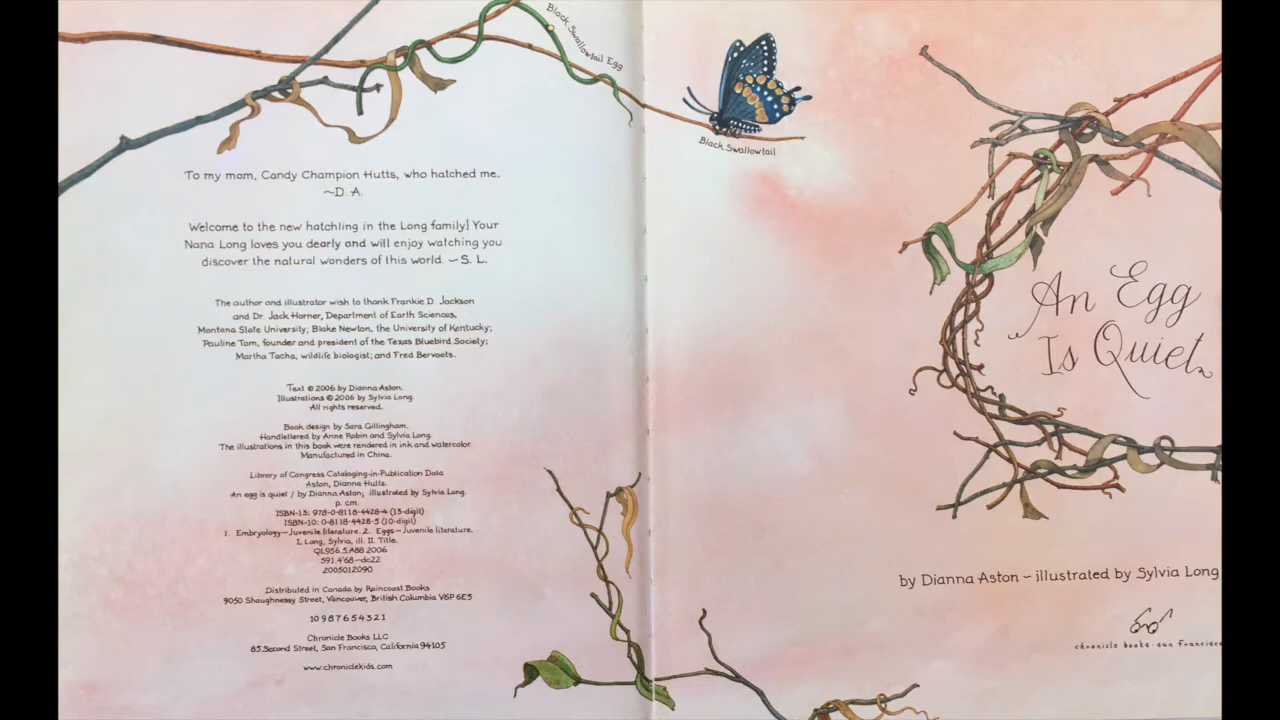 Black Swallowtail Egg
To my mom, Candy Champion Hutts, who hatched me.
~D. A.
Welcome to the new hatchling in the Long family! Your
Nana Long loves you dearly and will enjoy watching you
discover the natural wonders of this world. —S. L.
The author and illustrator wish to thank Frankie D. Jackson
and Dr. Jack Horner, Department of Earth Sciences,
Montana State University; Blake Newton, the University of Kentucky;
Pauline Tom, founder and president of the Texas Bluebird Society;
Martha Tacha, wildlife biologist; and Fred Bervoets.
Text © 2006 by Dianna Aston.
Illustrations © 2006 by Sylvia Long.
All rights reserved.
Book design by Sara Gillingham.
Handlettered by Anne Robin and Sylvia Long.
The illustrations in this book were rendered in ink and watercolor.
Manufactured in China.
Library of Congress Cataloging-in-Publication Data
Aston, Dianna Hutts.
An egg is quiet / by Dianna Aston; illustrated by Sylvia Long.
p. cm.
ISBN-13: 978-0-8118-4428-4 (13-digit)
ISBN-10: 0-8118-4428-5 (10-digit)
1. Embryology—Juvenile literature. 2. Eggs—Juvenile literature.
I. Long, Sylvia, ill. II. Title.
QL956.5.A88 2006
591.4'68—dc22
2005012090
Distributed in Canada by Raincoast Books
9050 Shaughnessy Street, Vancouver, British Columbia V6P 6E5
10 9 8 7 6 5 4 3 2 1
Chronicle Books LLC
85 Second Street, San Francisco, California 94105
www.chroniclekids.com
Black Swallowtail
An Egg
Is Quiet
by Dianna Aston ~ illustrated by Sylvia Long
chronicle books · san francisco